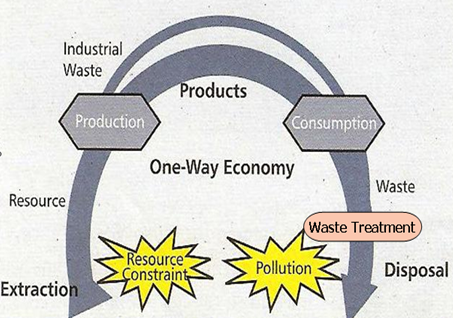 Industrial
Waste
Products
Production
Consumption
One-Way Economy
Resource
Waste
Waste Treatment
Resource
Constraint
Pollution
Extraction
Disposal